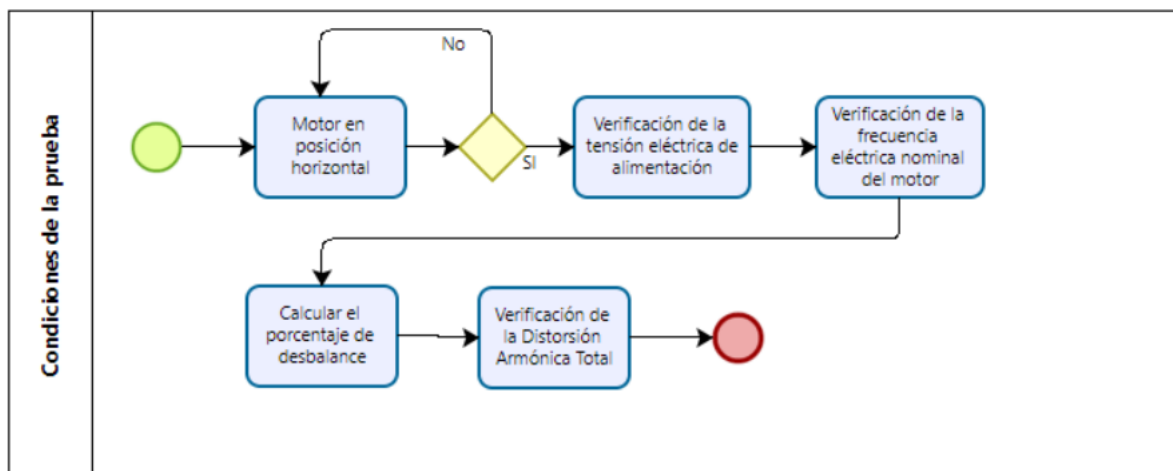 Condiciones de la prueba
No
Motor en
posición
horizontal
SI
Verificación de la
tensión eléctrica de
alimentación
Verificación de la
frecuencia
eléctrica nominal
del motor
Calcular el
porcentaje de
desbalance
Verificación de
la Distorsión
Armónica Total